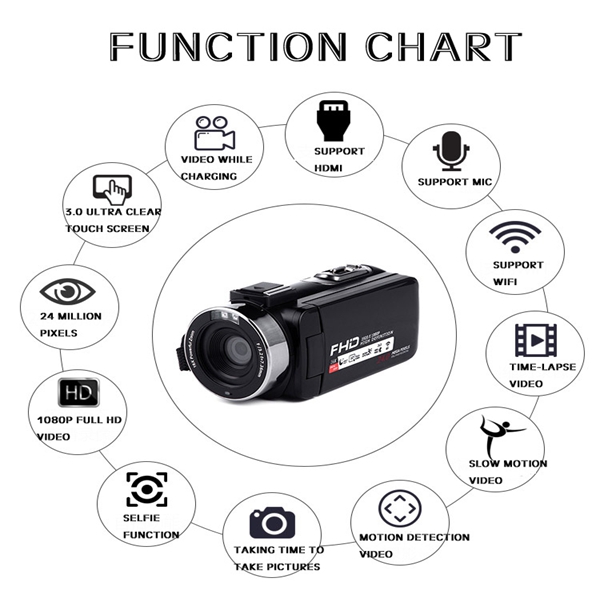 FUNCTION CHART
VIDEO WHILE
CHARGING
SUPPORT
HDMI
SUPPORT MIC
3.0 ULTRA CLEAR
TOUCH SCREEN
SUPPORT
WIFI
24 MILLION
PIXELS
FHD
TIME-LAPSE
VIDEO
HD
1080P FULL HD
VIDEO
SLOW MOTION
VIDEO
SELFIE
FUNCTION
TAKING TIME TO
TAKE PICTURES
MOTION DETECTION
VIDEO